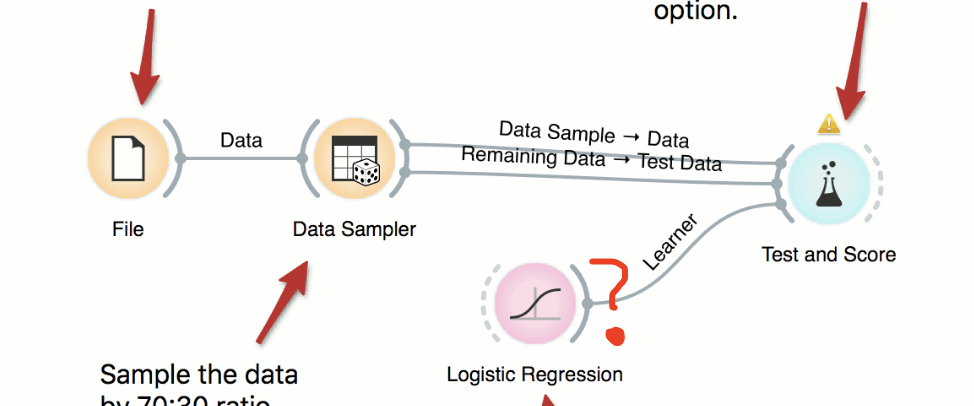 option.
Data
Data Sample → Data
Remaining Data → Test Data
File
Data Sampler
Learner
Test and Score
?
Logistic Regression
Sample the data
by 70:30 ratio